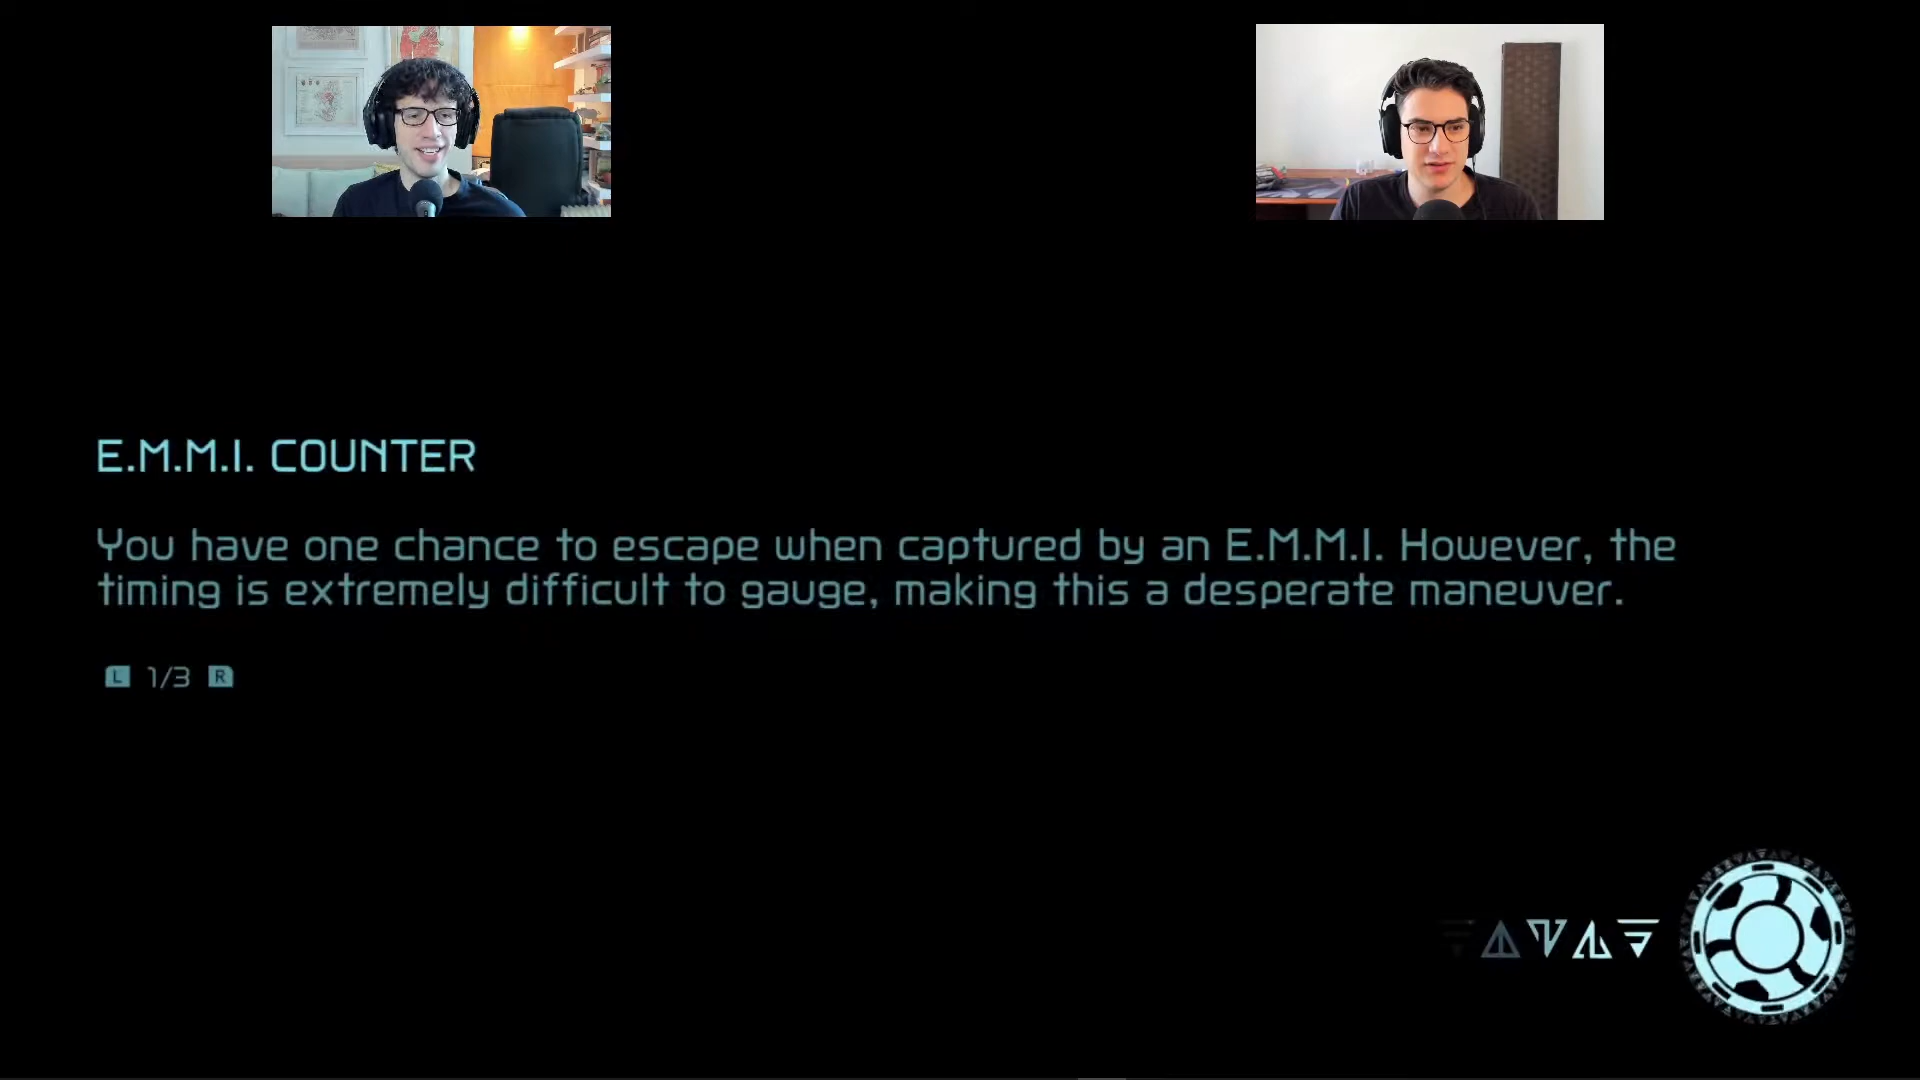 E.M.M.I. COUNTER
You have one chance to escape when captured by an E.M.M.I. However, the
timing is extremely difficult to gauge, making this a desperate maneuver.
L 1/3 R